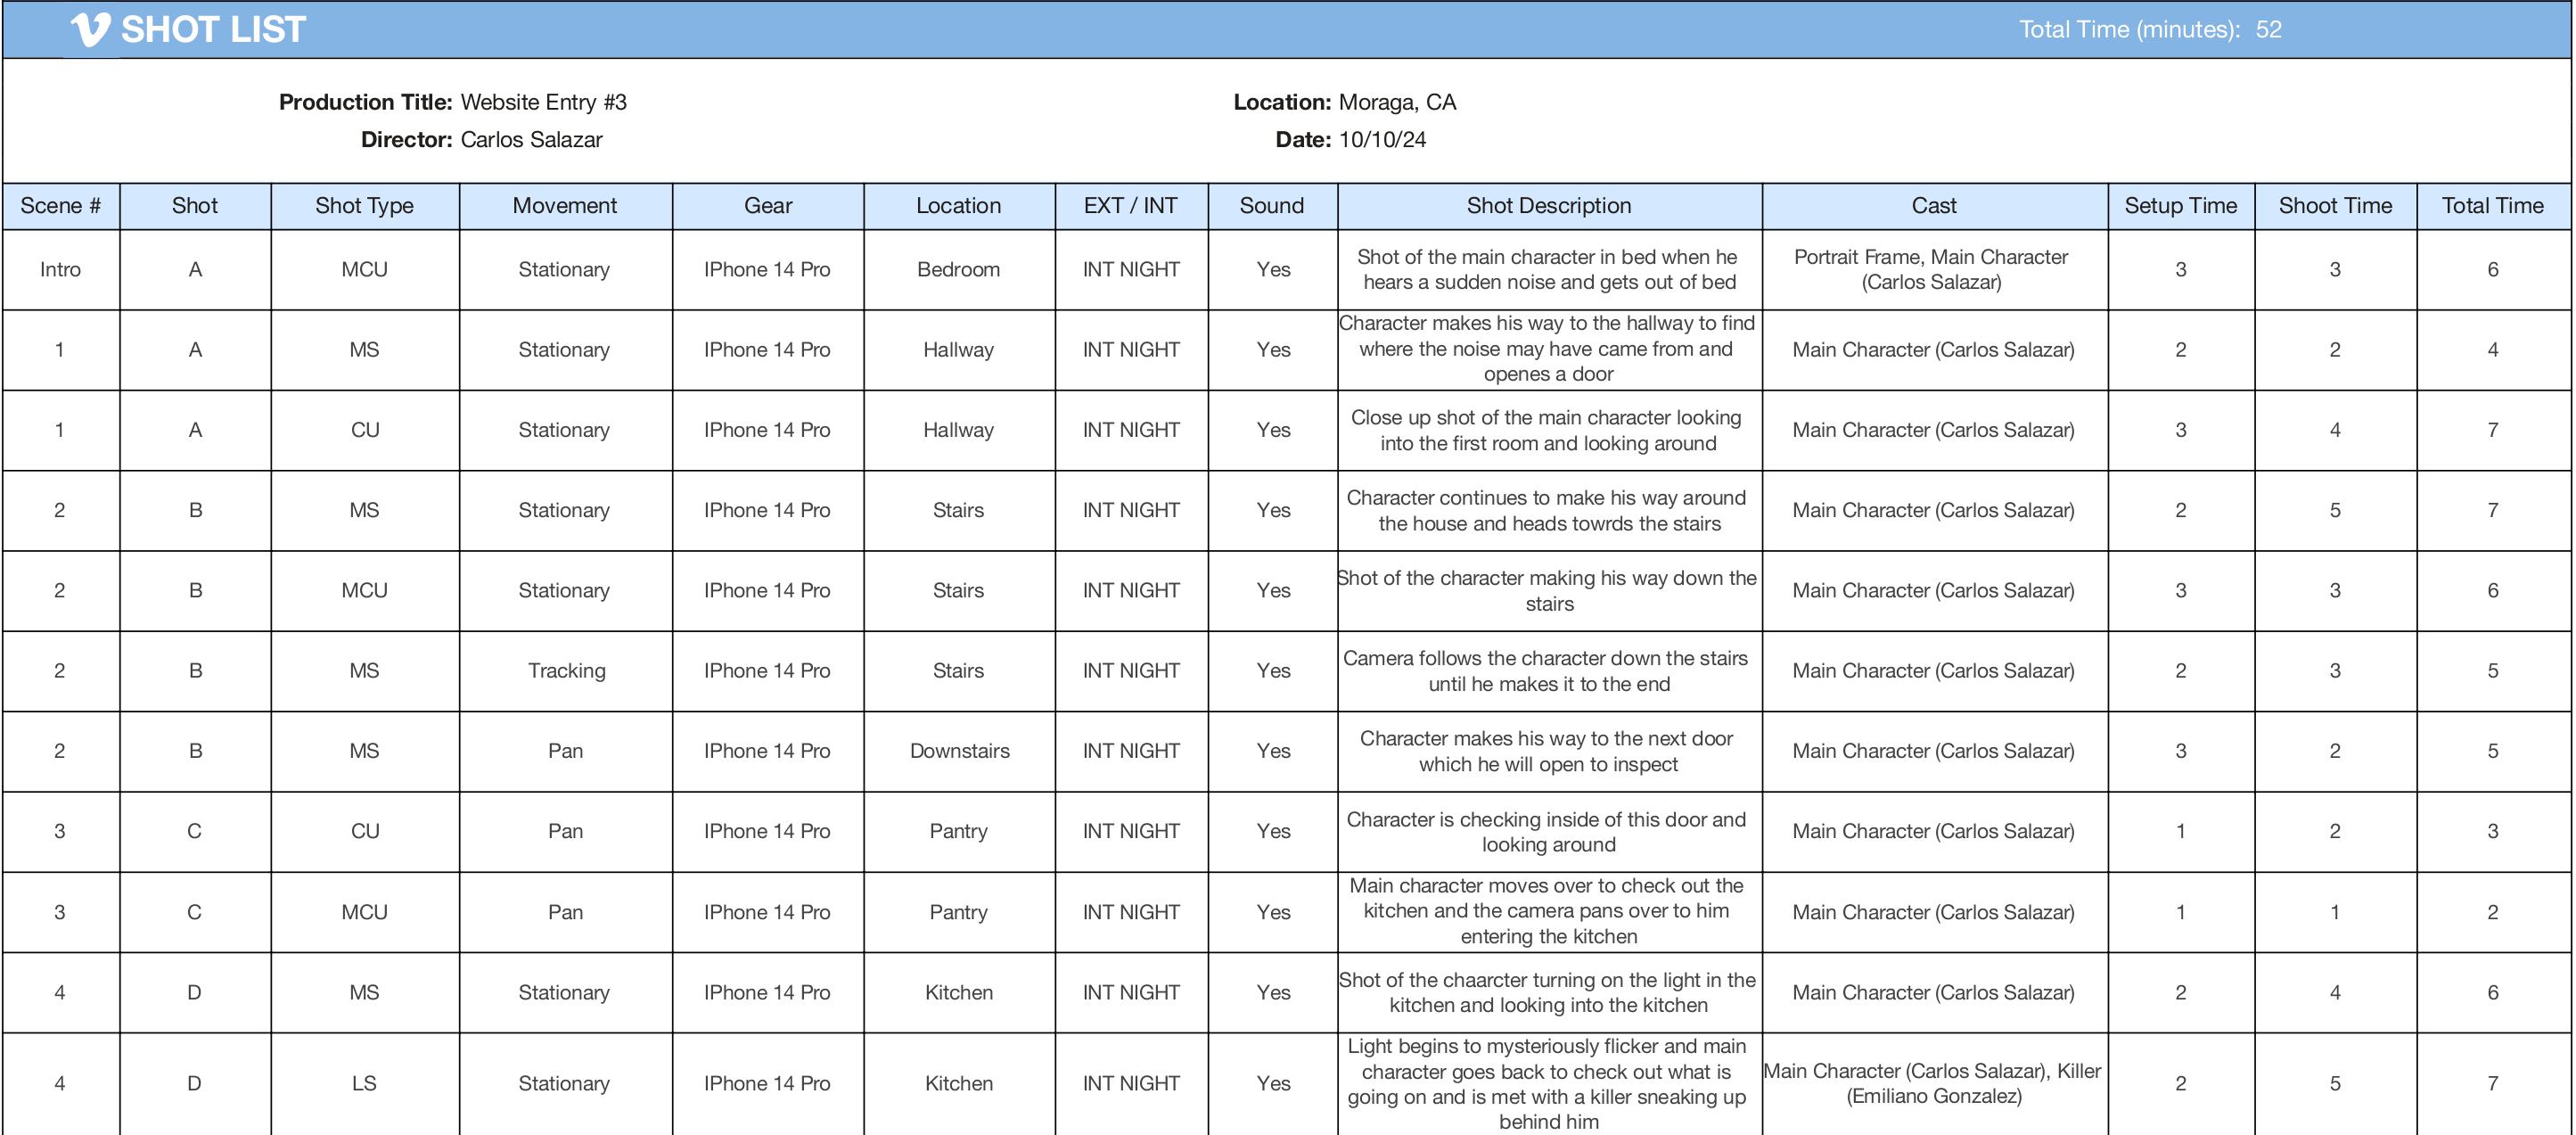 SHOT LIST
Total Time (minutes): 52
Production Title: Website Entry #3
Location: Moraga, CA
Director: Carlos Salazar
Date: 10/10/24
Scene # Shot Shot Type Movement Gear Location EXT / INT Sound Shot Description Cast Setup Time Shoot Time Total Time
Intro A MCU Stationary IPhone 14 Pro Bedroom INT NIGHT Yes
Shot of the main character in bed when he
hears a sudden noise and gets out of bed
Portrait Frame, Main Character
(Carlos Salazar)
3 3 6
1 A MS Stationary IPhone 14 Pro Hallway INT NIGHT Yes
Character makes his way to the hallway to find
where the noise may have came from and
openes a door
Main Character (Carlos Salazar) 2 2 4
1 A CU Stationary IPhone 14 Pro Hallway INT NIGHT Yes
Close up shot of the main character looking
into the first room and looking around
Main Character (Carlos Salazar) 3 4 7
2 B MS Stationary IPhone 14 Pro Stairs INT NIGHT Yes
Character continues to make his way around
the house and heads towrds the stairs
Main Character (Carlos Salazar) 2 5 7
2 B MCU Stationary IPhone 14 Pro Stairs INT NIGHT Yes
Shot of the character making his way down the
stairs
Main Character (Carlos Salazar) 3 3 6
2 B MS Tracking IPhone 14 Pro Stairs INT NIGHT Yes
Camera follows the character down the stairs
until he makes it to the end
Main Character (Carlos Salazar) 2 3 5
2 B MS Pan IPhone 14 Pro Downstairs INT NIGHT Yes
Character makes his way to the next door
which he will open to inspect
Main Character (Carlos Salazar) 3 2 5
3 C CU Pan IPhone 14 Pro Pantry INT NIGHT Yes
Character is checking inside of this door and
looking around
Main Character (Carlos Salazar) 1 2 3
3 C MCU Pan IPhone 14 Pro Pantry INT NIGHT Yes
Main character moves over to check out the
kitchen and the camera pans over to him
entering the kitchen
Main Character (Carlos Salazar) 1 1 2
4 D MS Stationary IPhone 14 Pro Kitchen INT NIGHT Yes
Shot of the chaarcter turning on the light in the
kitchen and looking into the kitchen
Main Character (Carlos Salazar) 2 4 6
4 D LS Stationary IPhone 14 Pro Kitchen INT NIGHT Yes
Light begins to mysteriously flicker and main
character goes back to check out what is
going on and is met with a killer sneaking up
behind him
Main Character (Carlos Salazar), Killer
(Emiliano Gonzalez)
2 5 7